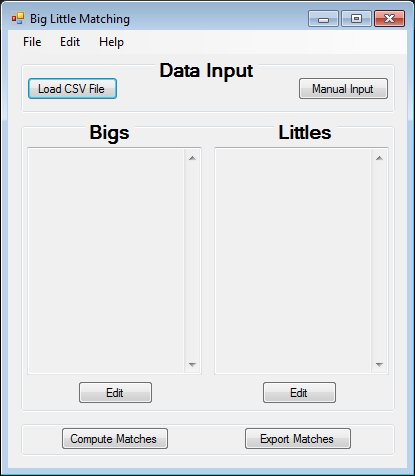 Big Little Matching
File Edit Help
Data Input
Load CSV File Manual Input
Bigs Littles
Edit Edit
Compute Matches Export Matches